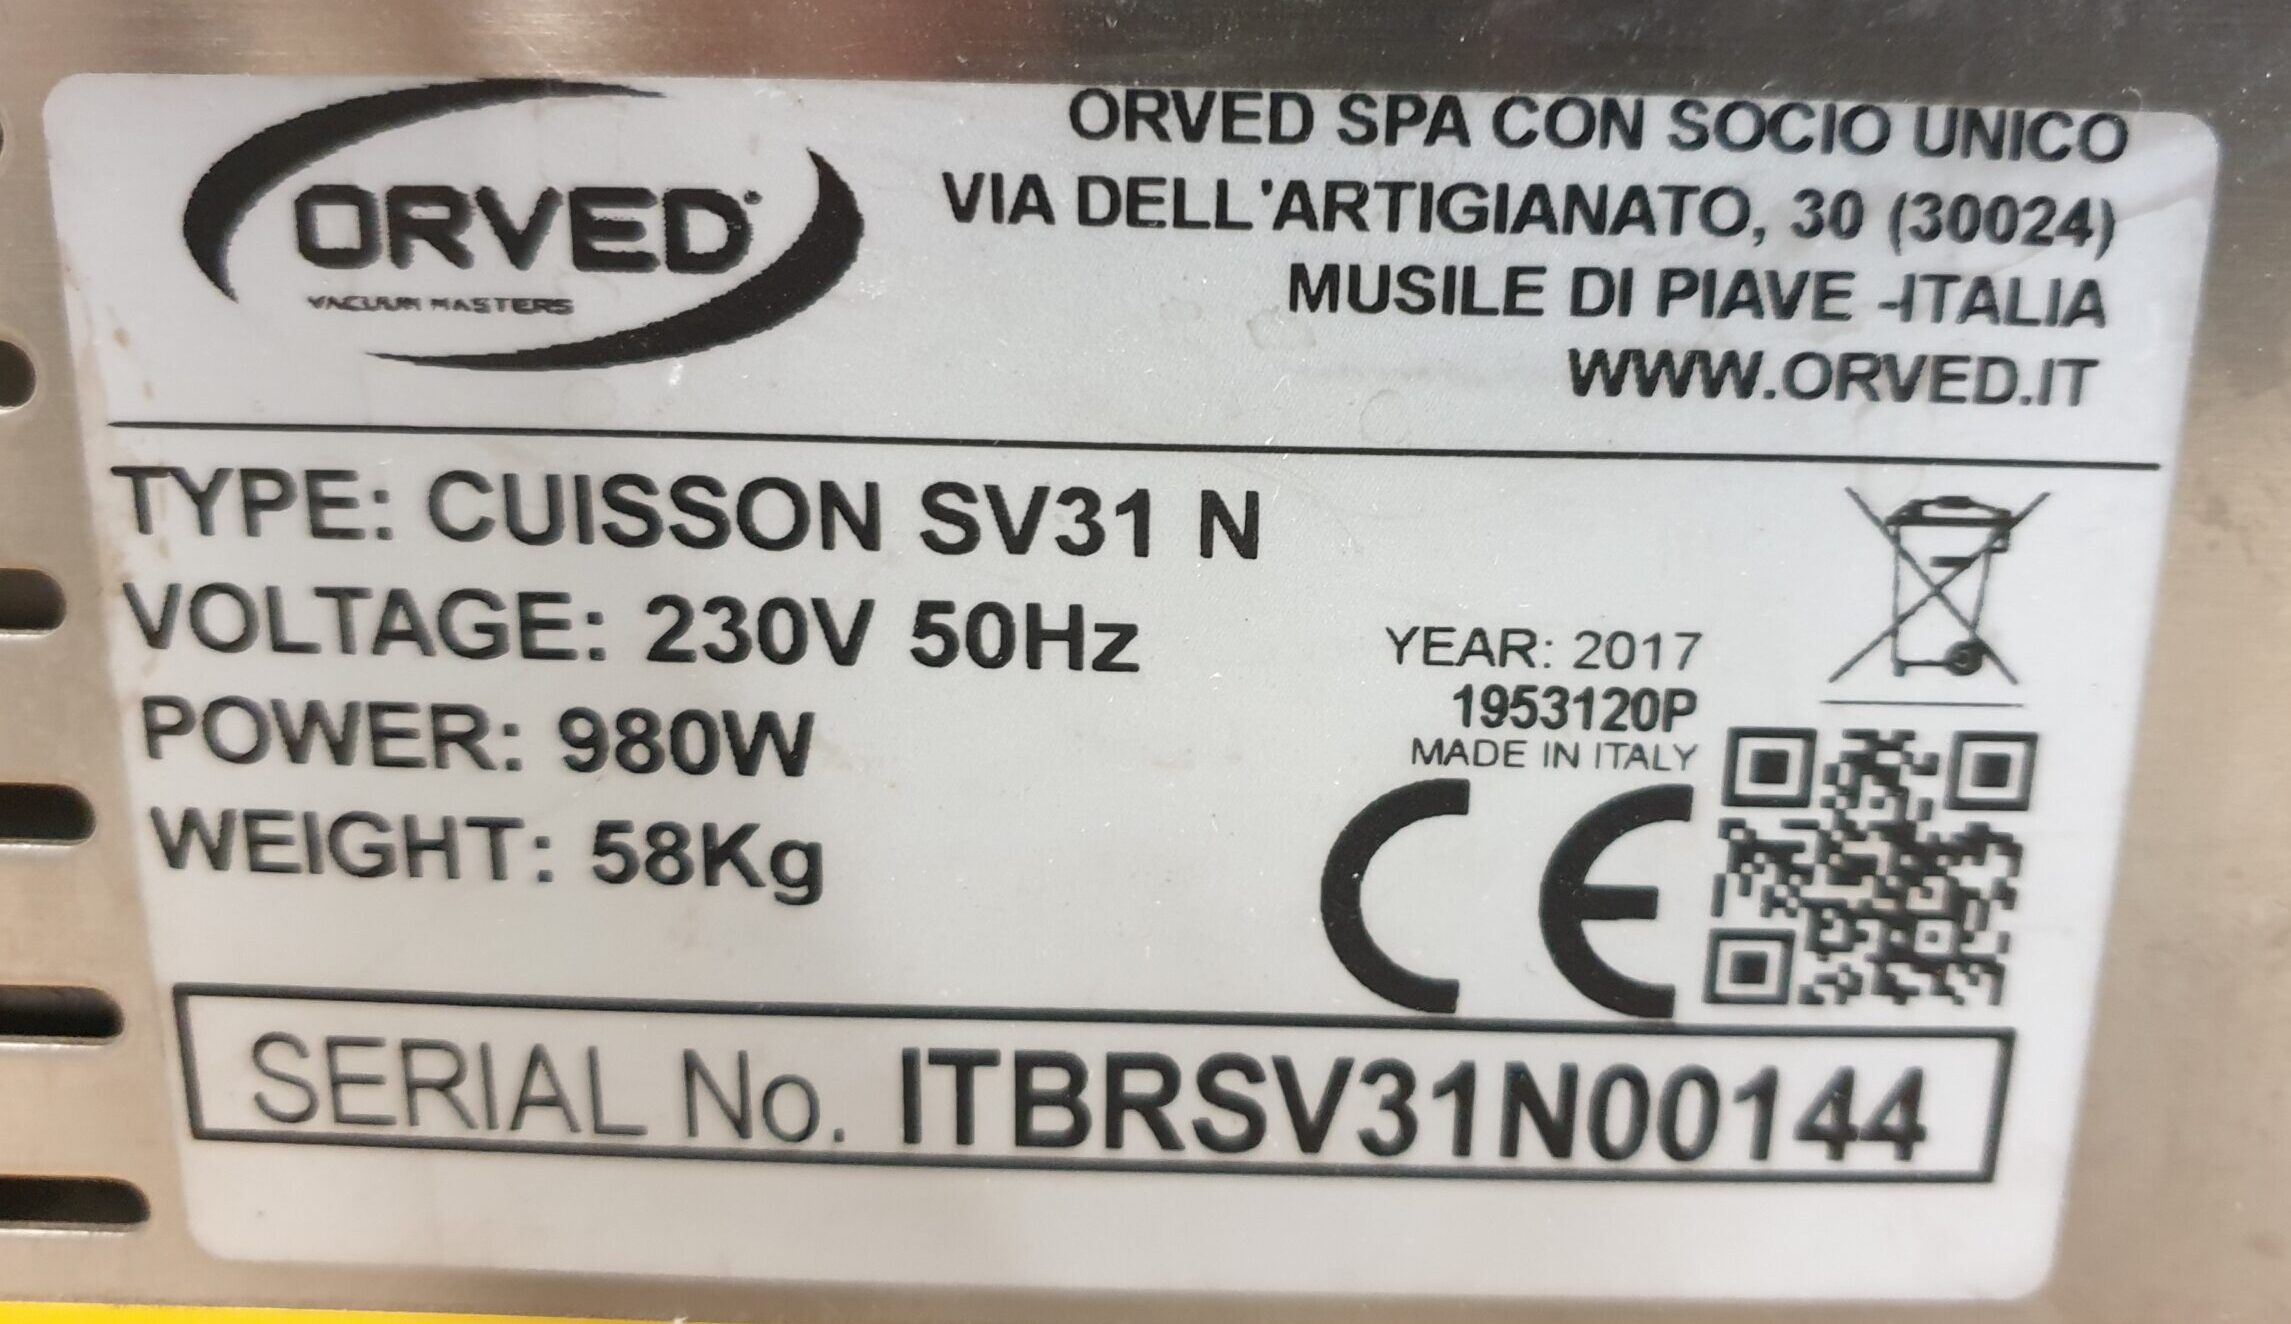 ORVED
VACUUM MASTERS
ORVED SPA CON SOCIO UNICO
VIA DELL'ARTIGIANATO, 30 (30024)
MUSILE DI PIAVE -ITALIA
WWW.ORVED.IT
TYPE: CUISSON SV31 N
VOLTAGE: 230V 50Hz
POWER: 980W
WEIGHT: 58Kg
YEAR: 2017
1953120P
MADE IN ITALY
CE
SERIAL No. ITBRSV31N00144